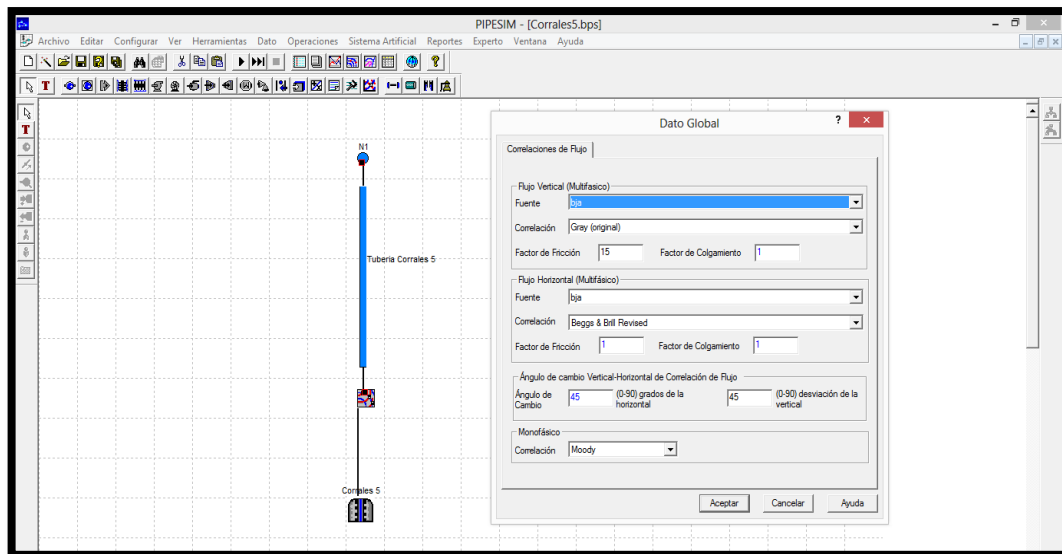 PIPESIM - [Corrales5.bps]
Archivo Editar Configurar Ver Herramientas Dato Operaciones Sistema Artificial Reportes Experto Ventana Ayuda
T
T
N1
Tuberia Corrales 5
Corrales 5
Dato Global
?
Correlaciones de Flujo
Flujo Vertical (Multifasico)
Fuente bja
Correlación Gray (original)
Factor de Fricción 15 Factor de Colgamiento 1
Flujo Horizontal (Multifásico)
Fuente bja
Correlación Beggs & Brill Revised
Factor de Fricción 1 Factor de Colgamiento 1
Ángulo de cambio Vertical-Horizontal de Correlación de Flujo
Ángulo de Cambio 45 (0-90) grados de la horizontal 45 (0-90) desviación de la vertical
Monofásico
Correlación Moody
Aceptar Cancelar Ayuda